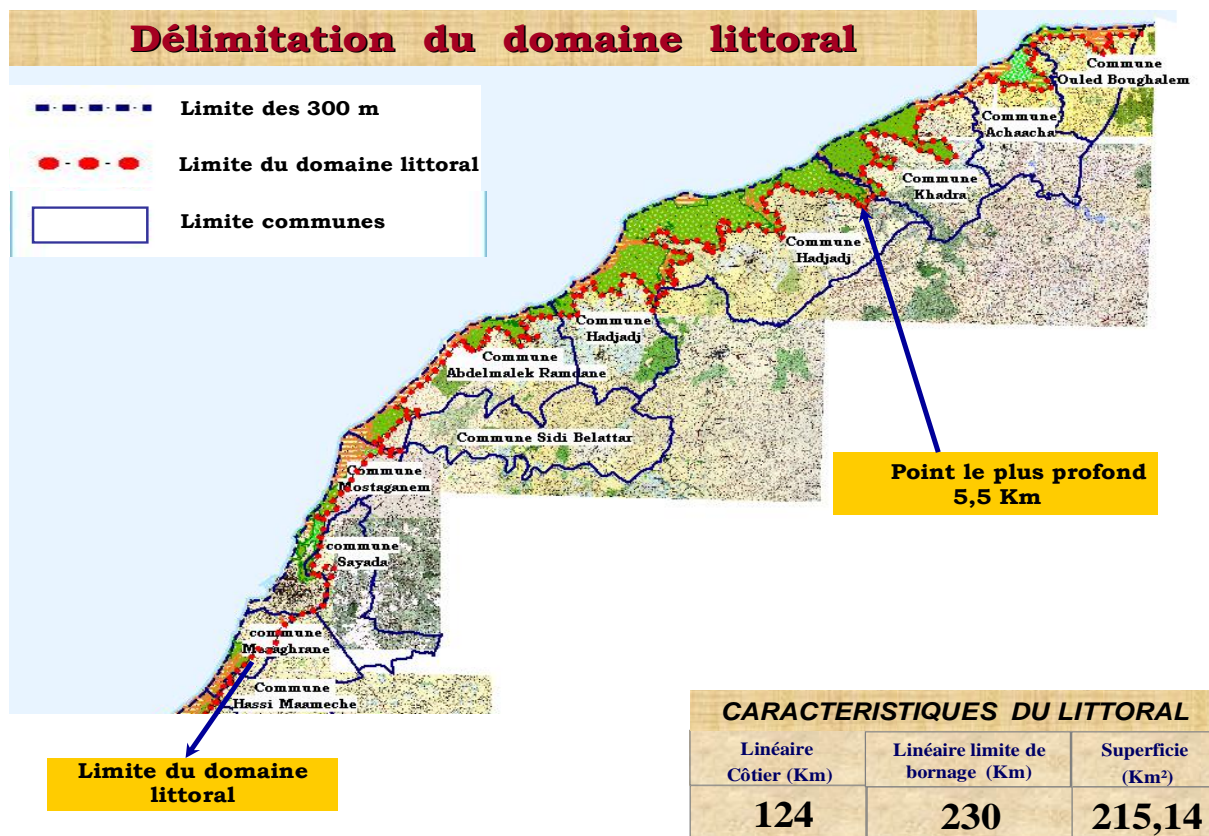 Délimitation du domaine littoral
Limite des 300 m
Limite du domaine littoral
Limite communes
Commune
Ouled Boughalem
Commune
Achaacha
Commune
Khadra
Commune
Hadjadj
Commune
Hadjadj
Commune
Abdelmalek Ramdane
Commune Sidi Belattar
Commune
Mostaganem
commune
Sayada
commune
Mezaghrane
Commune
Hassi Maameche
Point le plus profond
5,5 Km
Limite du domaine
littoral
CARACTERISTIQUES DU LITTORAL
Linéaire
Côtier (Km)
Linéaire limite de
bornage (Km)
Superficie
(Km²)
124
230
215,14